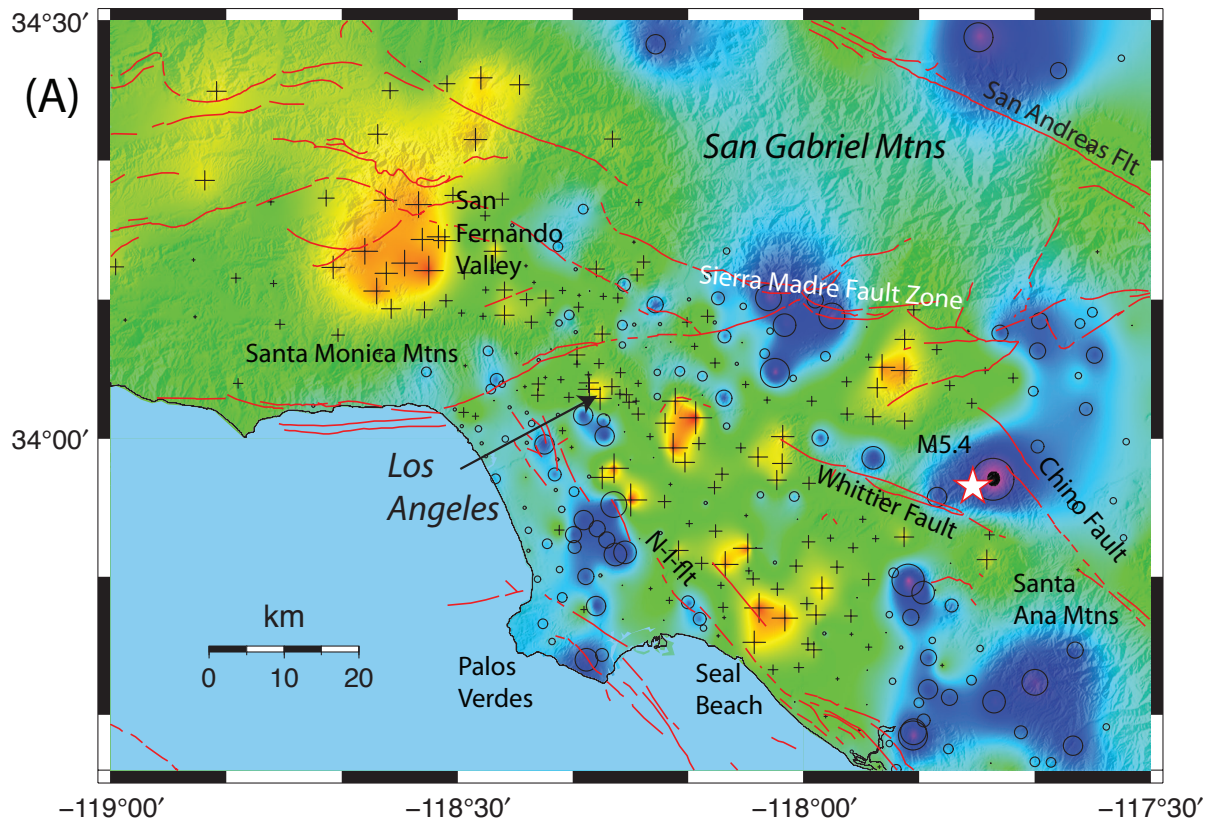 34°30′
(A)
San Andreas Flt
San Gabriel Mtns
San
Fernando
Valley
Sierra Madre Fault Zone
Santa Monica Mtns
34°00′
M5.4
Los
Angeles
Whittier Fault
Chino Fault
N-I-flt
km
0 10 20
Santa
Ana Mtns
Palos
Verdes
Seal
Beach
−119°00′ −118°30′ −118°00′ −117°30′